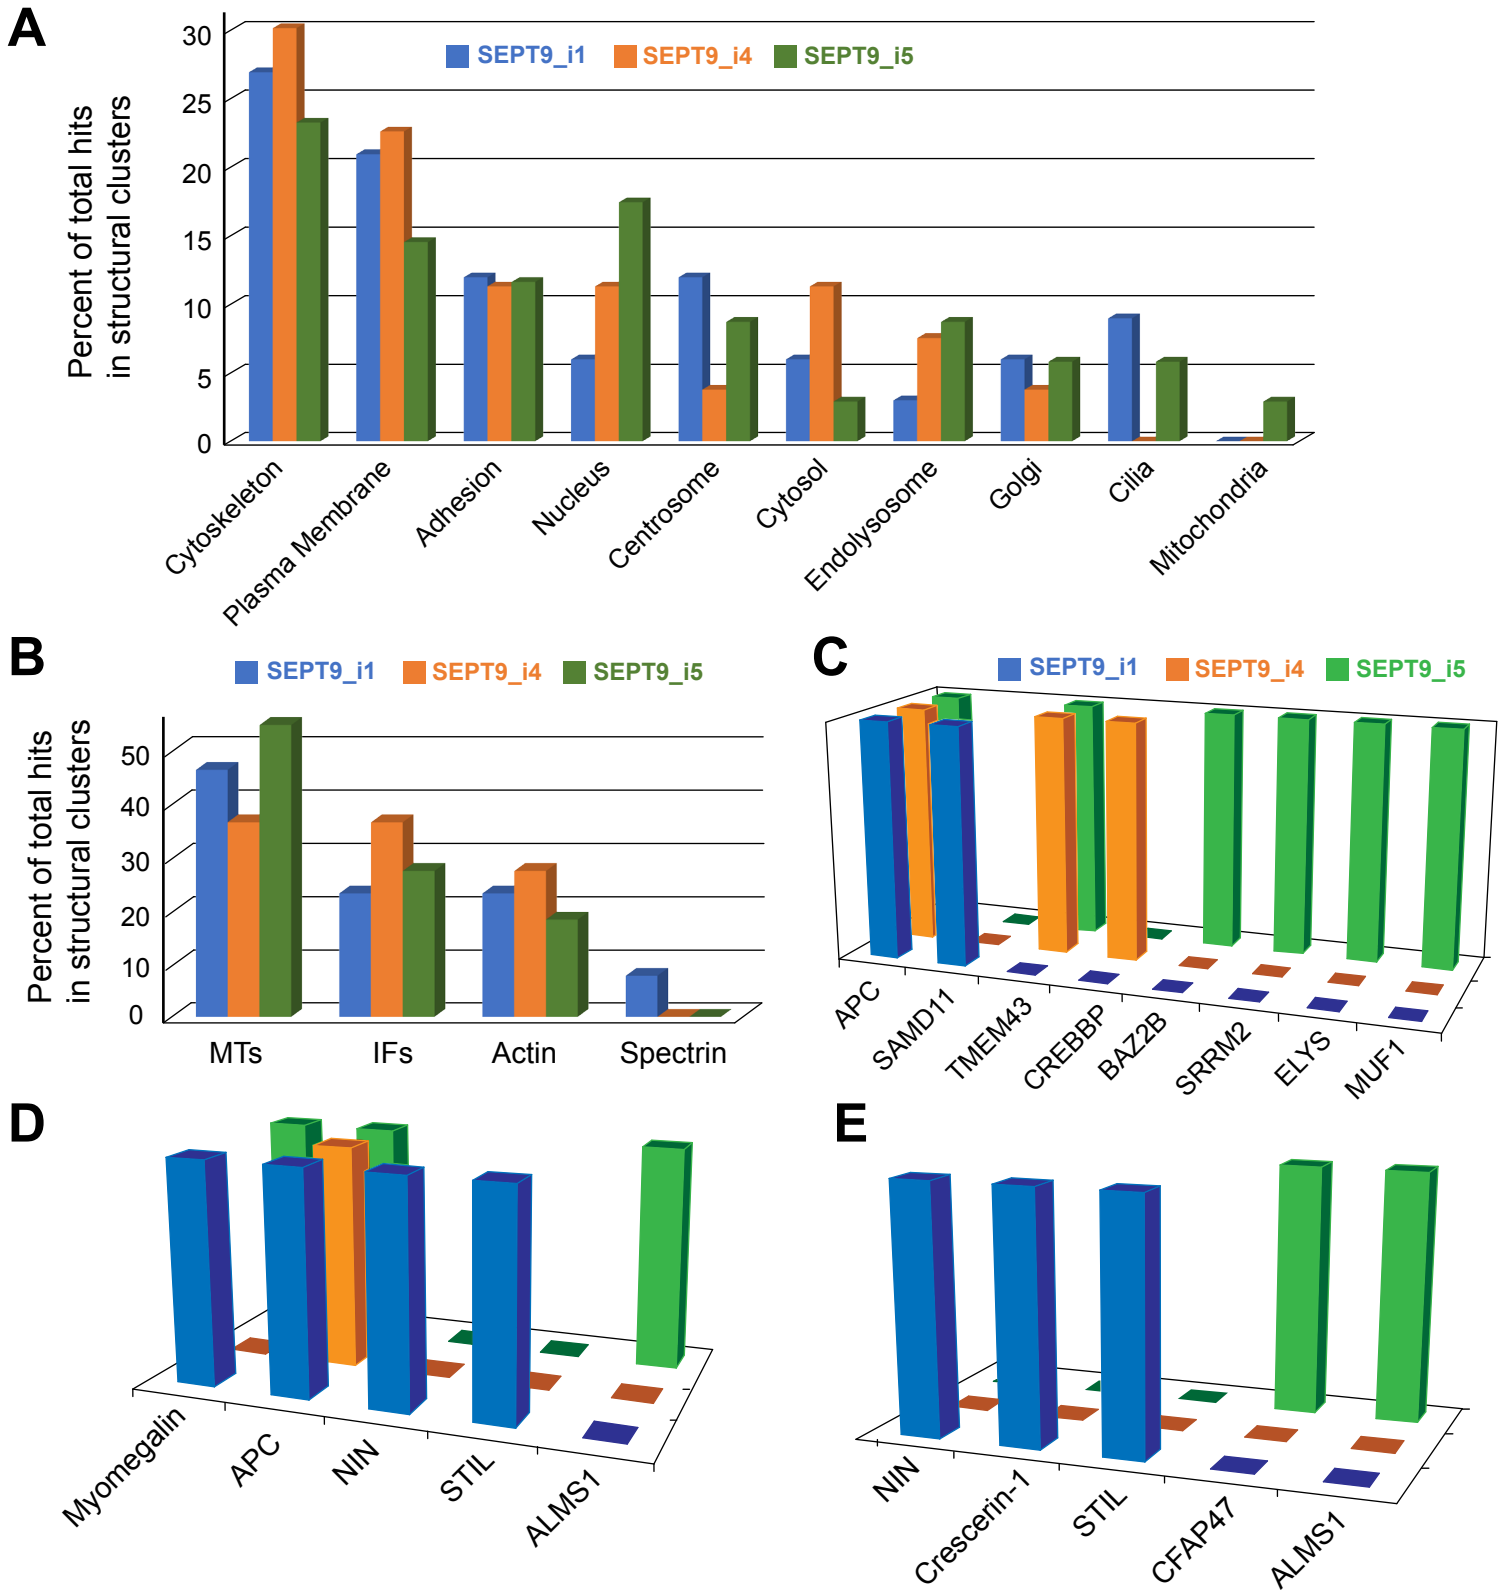 A
SEPT9_i1 SEPT9_i4 SEPT9_i5
Percent of total hits
in structural clusters
30
25
20
15
10
5
0
Cytoskeleton
Plasma Membrane
Adhesion
Nucleus
Centrosome
Cytosol
Endolysosome
Golgi
Cilia
Mitochondria
B
SEPT9_i1 SEPT9_i4 SEPT9_i5
Percent of total hits
in structural clusters
50
40
30
20
10
0
MTs
IFs
Actin
Spectrin
C
SEPT9_i1 SEPT9_i4 SEPT9_i5
APC
SAMD11
TMEM43
CREBBP
BAZ2B
SRRM2
ELYS
MUF1
D
Myomegalin
APC
NIN
STIL
ALMS1
E
NIN
Crescerin-1
STIL
CFAP47
ALMS1